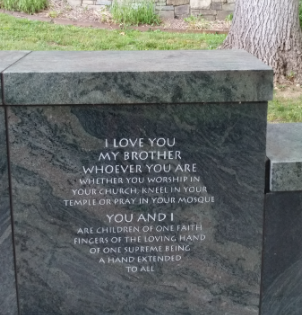 I LOVE YOU
MY BROTHER
WHOEVER YOU ARE
WHETHER YOU WORSHIP IN
YOUR CHURCH, KNEEL IN YOUR
TEMPLE OR PRAY IN YOUR MOSQUE
YOU AND I
ARE CHILDREN OF ONE FAITH
FINGERS OF THE LOVING HAND
OF ONE SUPREME BEING
A HAND EXTENDED
TO ALL